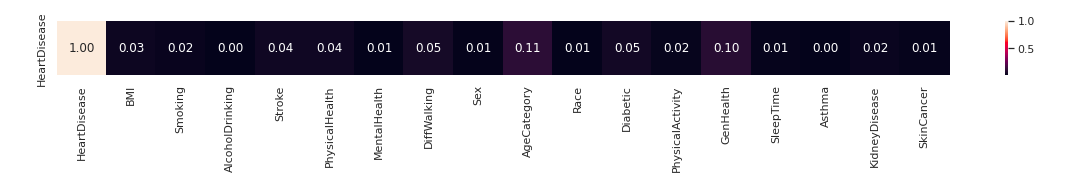 HeartDisease
1.00 0.03 0.02 0.00 0.04 0.04 0.01 0.05 0.01 0.11 0.01 0.05 0.02 0.10 0.01 0.00 0.02 0.01
1.0
0.5
HeartDisease
BMI
Smoking
AlcoholDrinking
Stroke
PhysicalHealth
MentalHealth
DiffWalking
Sex
AgeCategory
Race
Diabetic
PhysicalActivity
GenHealth
SleepTime
Asthma
KidneyDisease
SkinCancer